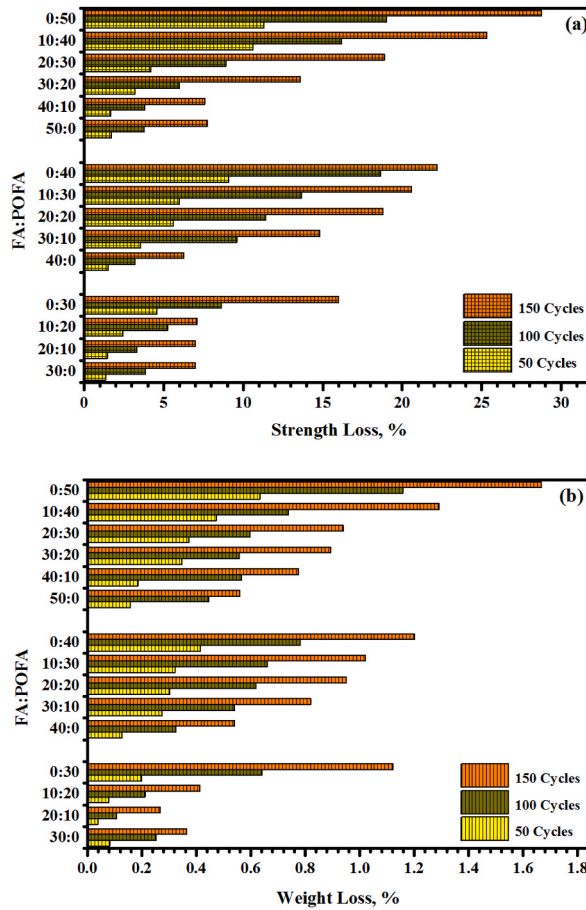 (a)
0:50
10:40
20:30
30:20
40:10
50:0
0:40
10:30
20:20
30:10
40:0
0:30
10:20
20:10
30:0
FA:POFA
150 Cycles
100 Cycles
50 Cycles
0 5 10 15 20 25 30
Strength Loss, %
(b)
0:50
10:40
20:30
30:20
40:10
50:0
0:40
10:30
20:20
30:10
40:0
0:30
10:20
20:10
30:0
FA:POFA
150 Cycles
100 Cycles
50 Cycles
0.0 0.2 0.4 0.6 0.8 1.0 1.2 1.4 1.6 1.8
Weight Loss, %